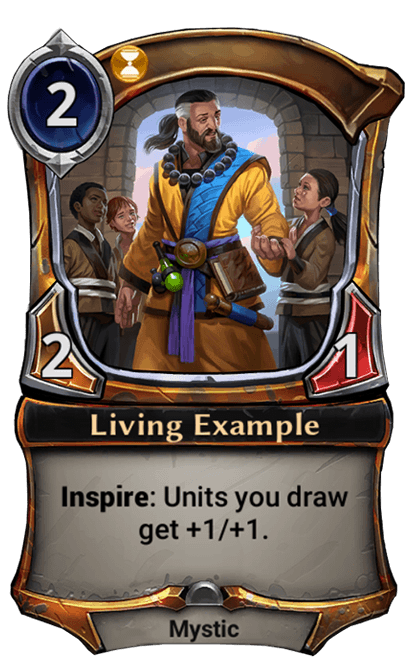 2
2
1
Living Example
Inspire: Units you draw
get +1/+1.
Mystic